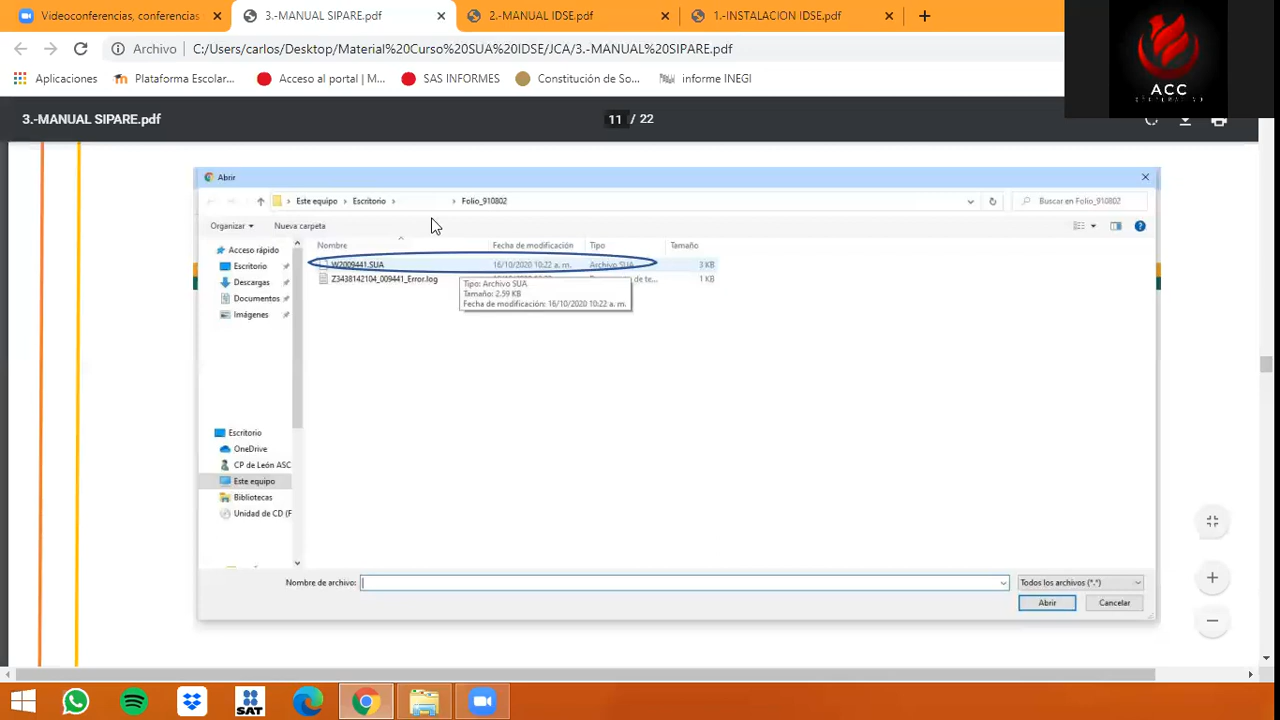 Videoconferencias, conferencias
3.-MANUAL SIPARE.pdf
2.-MANUAL IDSE.pdf
1.-INSTALACION IDSE.pdf
Archivo
C:/Users/carlos/Desktop/Material%20Curso%20SUA%20IDSE/JCA/3.-MANUAL%20SIPARE.pdf
Aplicaciones
Plataforma Escolar...
Acceso al portal | M...
SAS INFORMES
Constitución de So...
informe INEGI
ACC
3.-MANUAL SIPARE.pdf
11 / 22
Abrir
Este equipo
Escritorio
Folio_910802
Buscar en Folio_910802
Organizar
Nueva carpeta
Nombre
Fecha de modificación
Tipo
Tamaño
Acceso rápido
Escritorio
Descargas
Documentos
Imágenes
W2009441.SUA
16/10/2020 10:22 a. m.
Archivo SUA
3 KB
Z3438142104_009441_Error.log
de te...
1 KB
Tipo: Archivo SUA
Tamaño: 2.59 KB
Fecha de modificación: 16/10/2020 10:22 a. m.
Escritorio
OneDrive
CP de León ASC
Este equipo
Bibliotecas
Unidad de CD (F
Nombre de archivo:
Todos los archivos (*.*)
Abrir
Cancelar
SAT